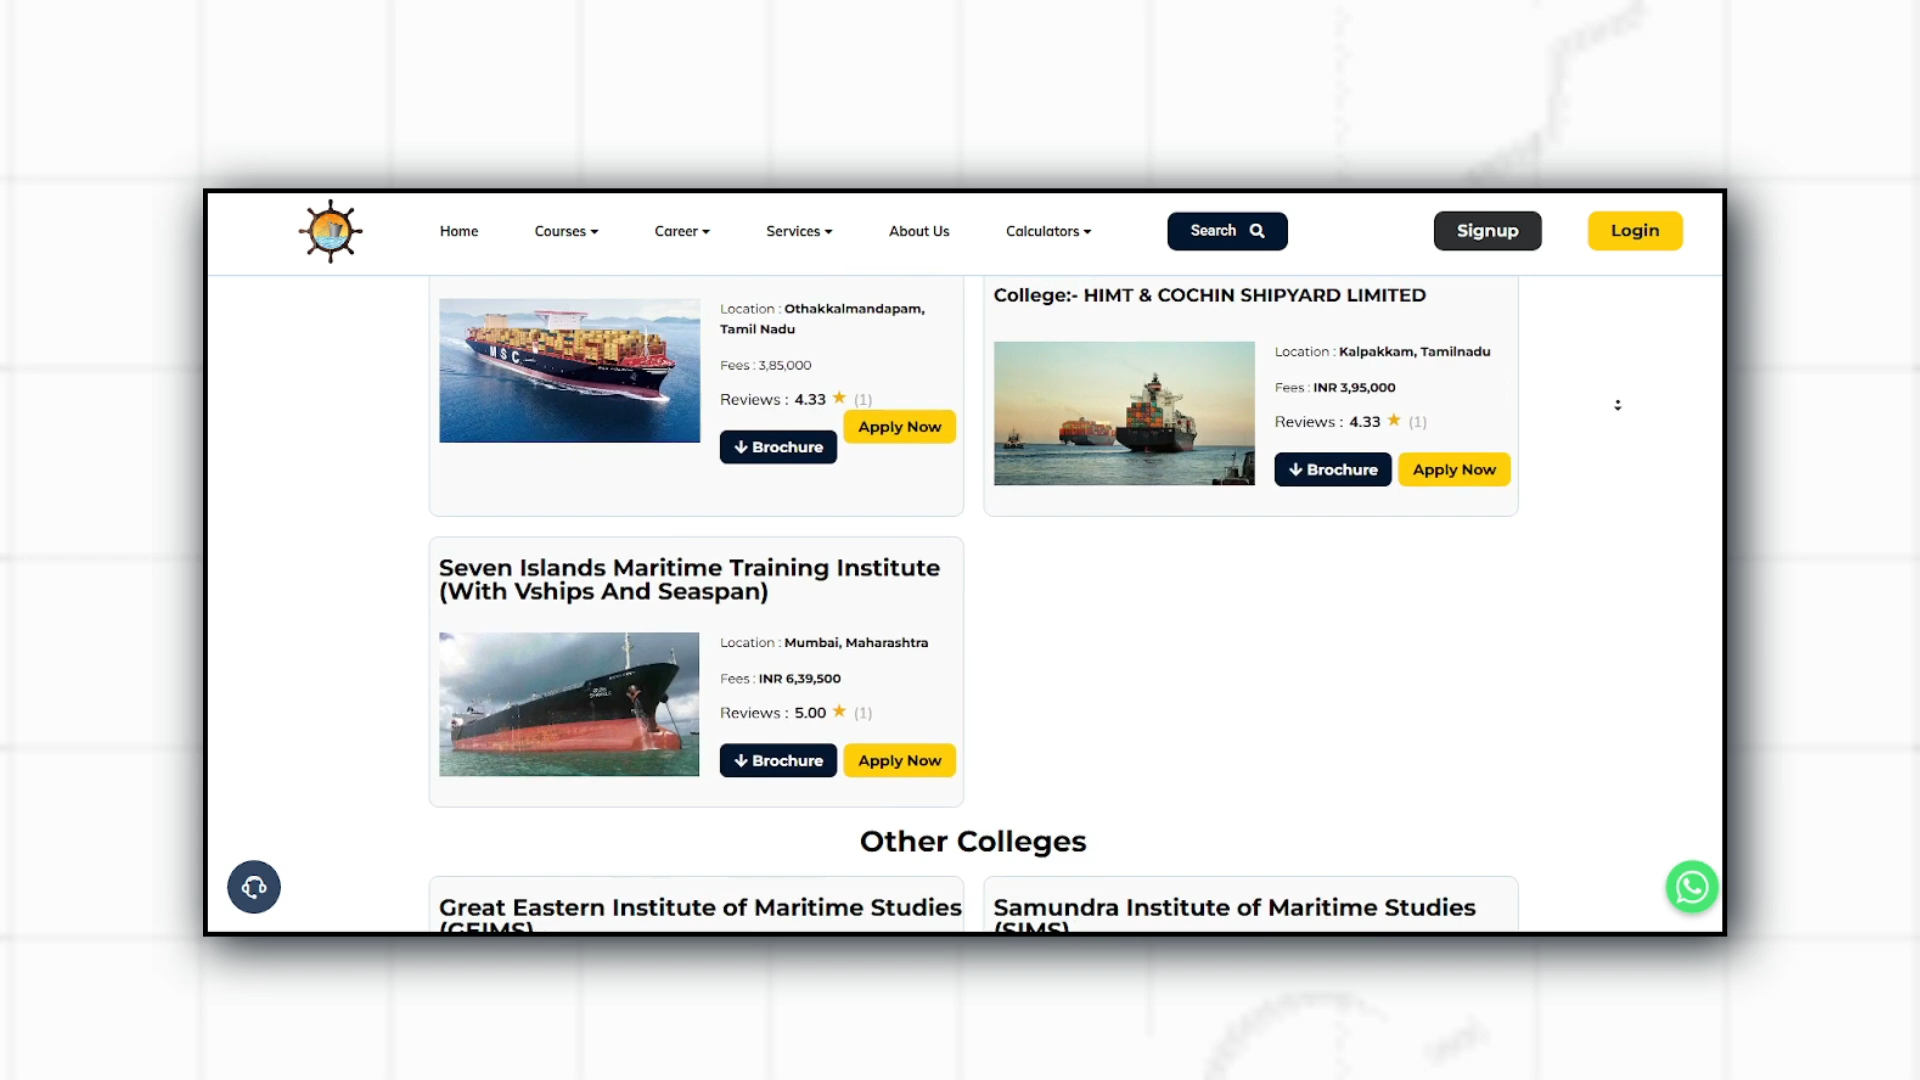 Home
Courses
Career
Services
About Us
Calculators
Search
Signup
Login
Location : Othakkalmandapam,
Tamil Nadu
Fees : 3,85,000
Reviews : 4.33 ★ (1)
Apply Now
Brochure
MSC
College:- HIMT & COCHIN SHIPYARD LIMITED
Location : Kalpakkam, Tamilnadu
Fees : INR 3,95,000
Reviews : 4.33 ★ (1)
Brochure
Apply Now
Seven Islands Maritime Training Institute
(With Vships And Seaspan)
Location : Mumbai, Maharashtra
Fees : INR 6,39,500
Reviews : 5.00 ★ (1)
Brochure
Apply Now
Other Colleges
Great Eastern Institute of Maritime Studies
(GEIMS)
Samundra Institute of Maritime Studies
(SIMS)